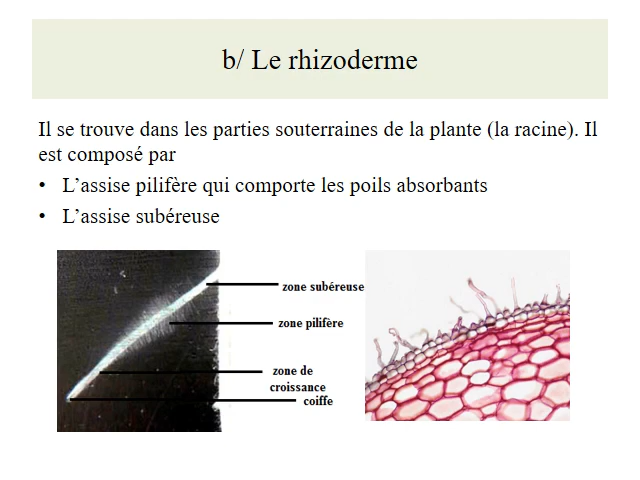 b/ Le rhizoderme
Il se trouve dans les parties souterraines de la plante (la racine). Il
est composé par
• L’assise pilifère qui comporte les poils absorbants
• L’assise subéreuse
zone subéreuse
zone pilifère
zone de
croissance
coiffe